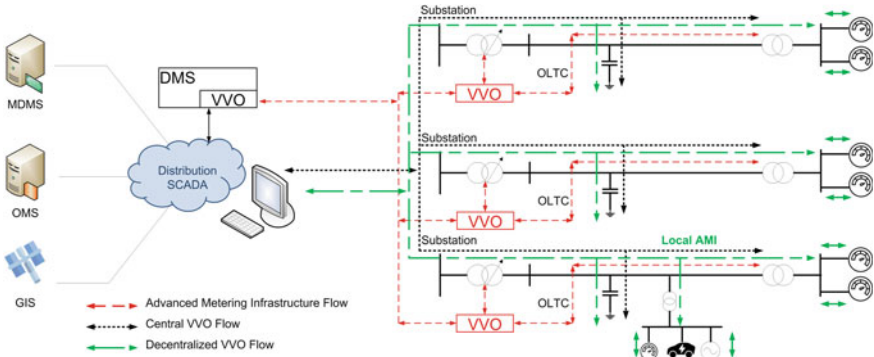 MDMS
OMS
GIS
DMS
VVO
Distribution
SCADA
Substation
OLTC
VVO
Substation
OLTC
VVO
Substation
Local AMI
OLTC
VVO
Advanced Metering Infrastructure Flow
Central VVO Flow
Decentralized VVO Flow